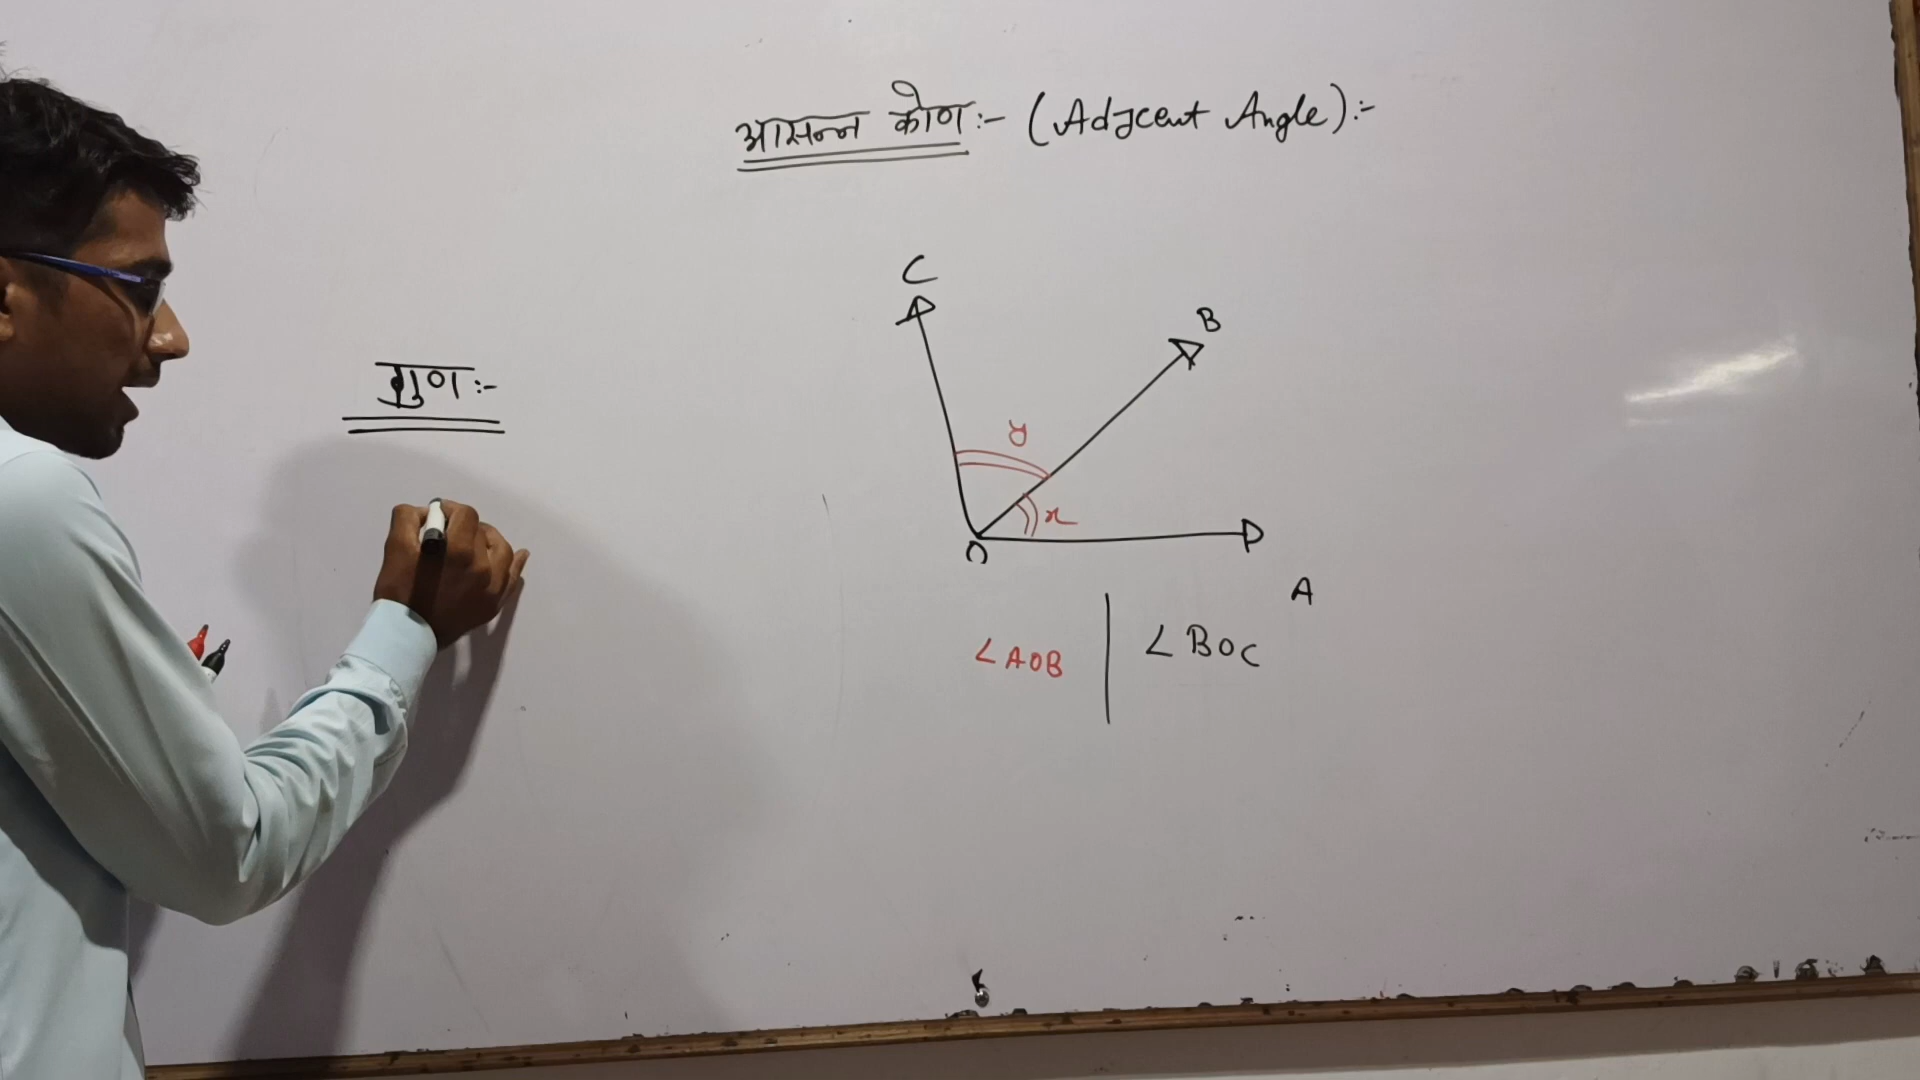 आसन्न कोण:- (Adjcent Angle):-
C
B
गुण:-
y
x
O
A
∠AOB
∠BOC